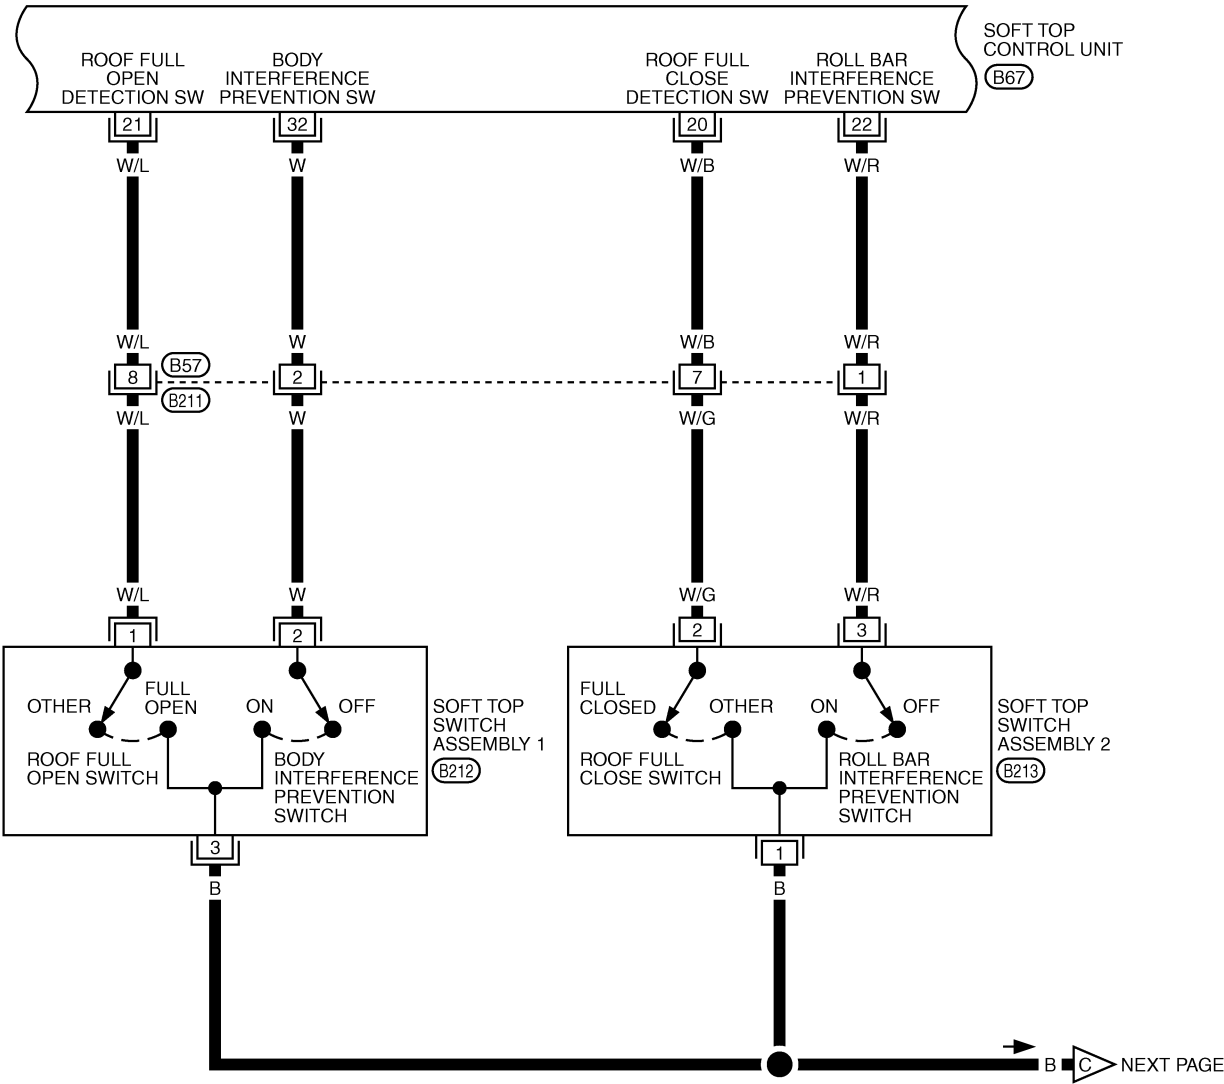 SOFT TOP
CONTROL UNIT
B67
ROOF FULL
OPEN
DETECTION SW
BODY
INTERFERENCE
PREVENTION SW
ROOF FULL
CLOSE
DETECTION SW
ROLL BAR
INTERFERENCE
PREVENTION SW
21
32
20
22
W/L
W
W/B
W/R
W/L
W
W/B
W/R
8
B57
B211
2
7
1
W/L
W
W/G
W/R
W/L
W
W/G
W/R
1
2
2
3
OTHER
FULL
OPEN
ON
OFF
ROOF FULL
OPEN SWITCH
BODY
INTERFERENCE
PREVENTION
SWITCH
SOFT TOP
SWITCH
ASSEMBLY 1
B212
FULL
CLOSED
OTHER
ON
OFF
ROOF FULL
CLOSE SWITCH
ROLL BAR
INTERFERENCE
PREVENTION
SWITCH
SOFT TOP
SWITCH
ASSEMBLY 2
B213
3
1
B
B
B
C
NEXT PAGE